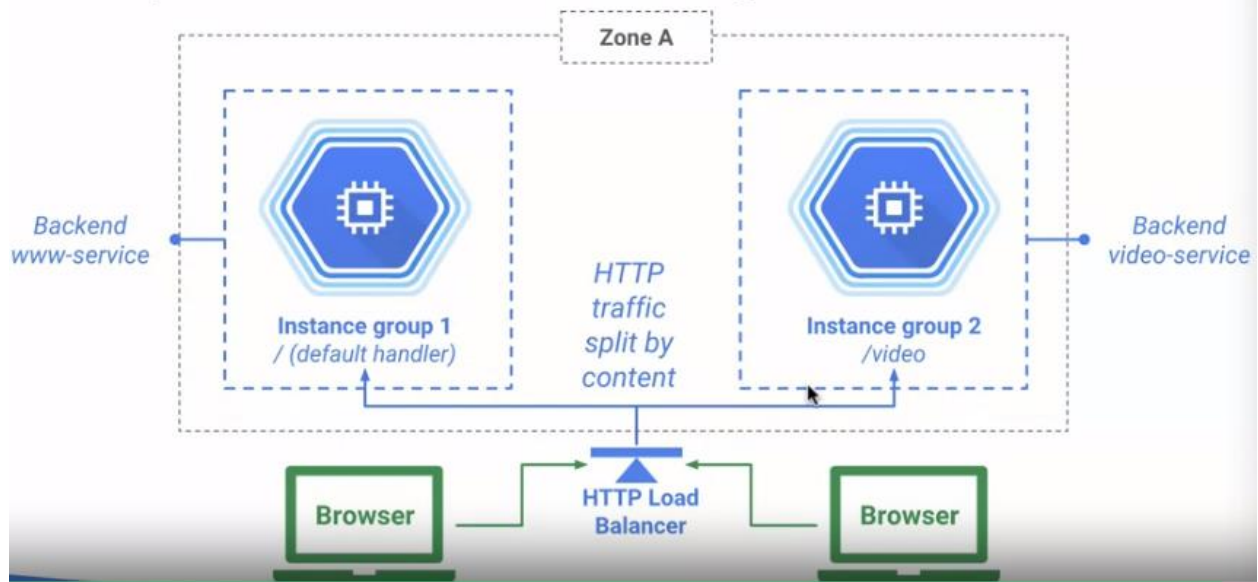 Zone A
Backend
www-service
Instance group 1
/ (default handler)
HTTP
traffic
split by
content
Instance group 2
/video
Backend
video-service
Browser
HTTP Load
Balancer
Browser